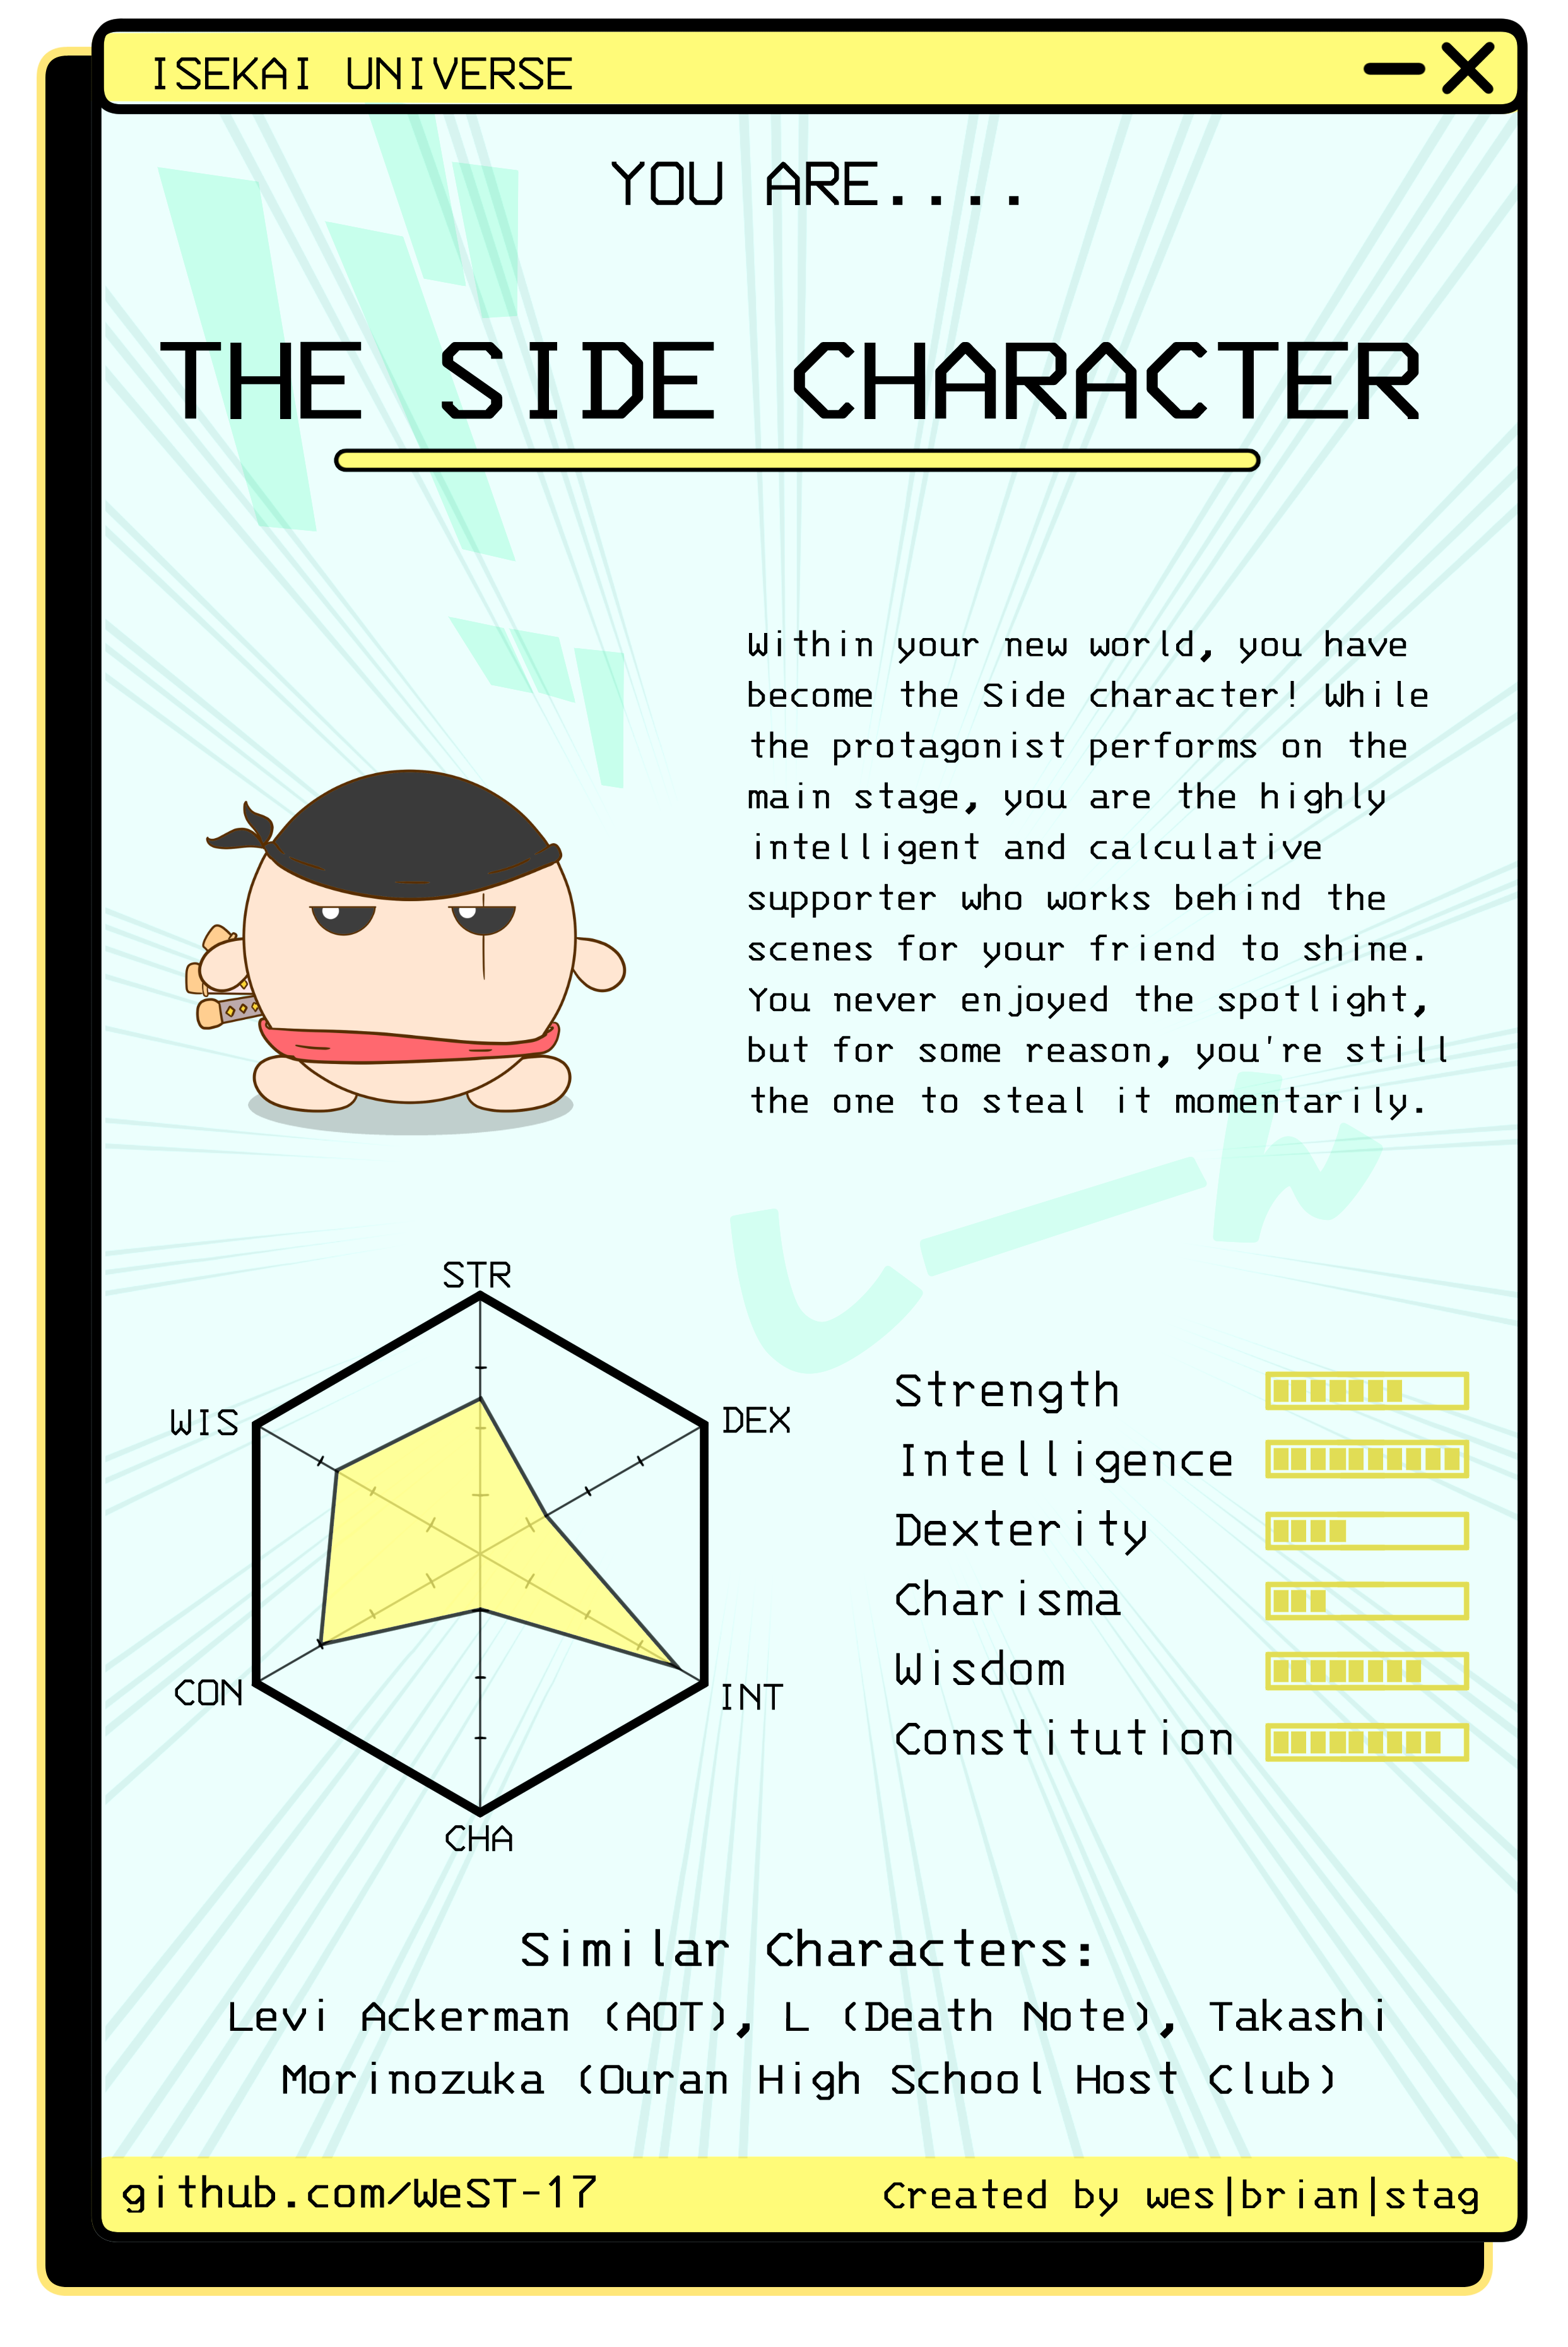 ISEKAI UNIVERSE
YOU ARE....
THE SIDE CHARACTER
Within your new world, you have
become the Side character! While
the protagonist performs on the
main stage, you are the highly
intelligent and calculative
supporter who works behind the
scenes for your friend to shine.
You never enjoyed the spotlight,
but for some reason, you're still
the one to steal it momentarily.
STR
WIS
DEX
CON
INT
CHA
Strength
Intelligence
Dexterity
Charisma
Wisdom
Constitution
Similar Characters:
Levi Ackerman (AOT), L (Death Note), Takashi
Morinozuka (Ouran High School Host Club)
github.com/WeST-17
Created by wes|brian|stag